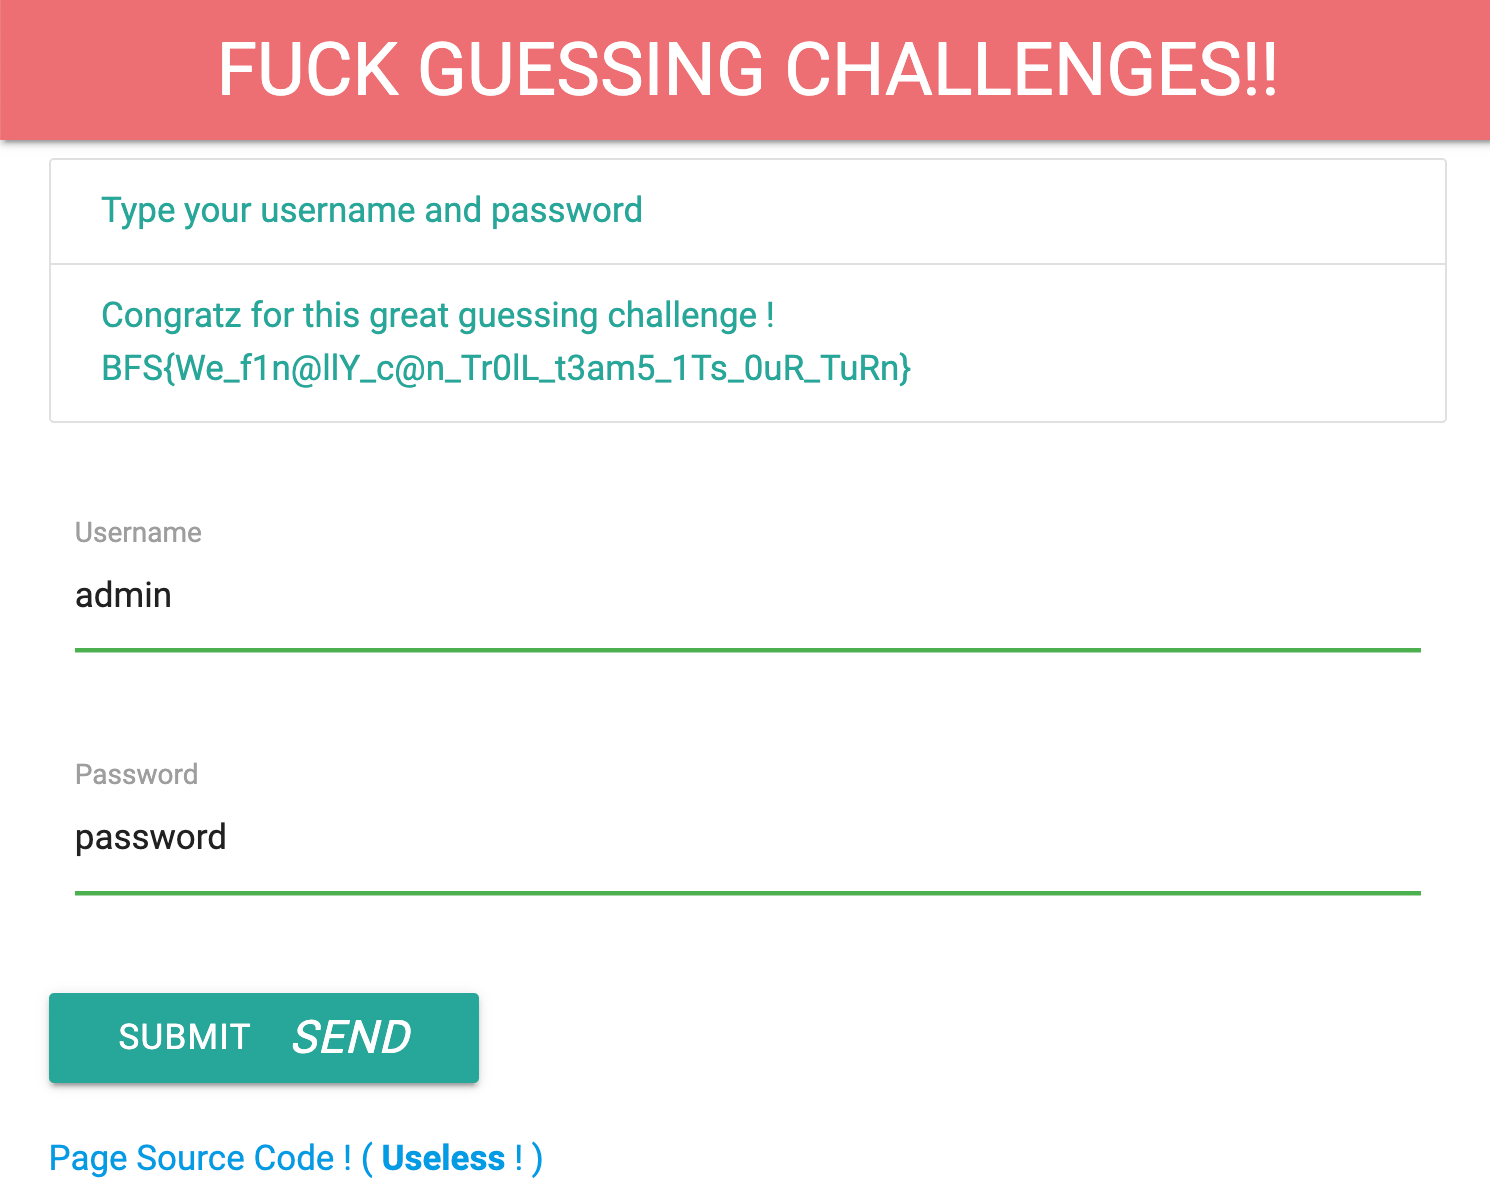 FUCK GUESSING CHALLENGES!!
Type your username and password
Congratz for this great guessing challenge !
BFS{We_f1n@llY_c@n_Tr0lL_t3am5_1Ts_0uR_TuRn}
Username
admin
Password
password
SUBMIT SEND
Page Source Code ! ( Useless ! )